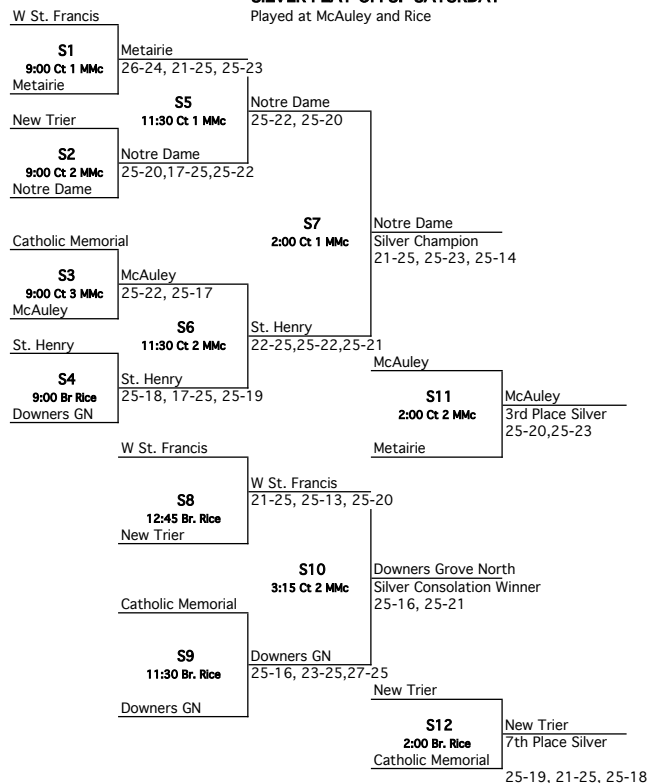 W St. Francis
Played at McAuley and Rice
S1
9:00 Ct 1 MMc
Metairie
26-24, 21-25, 25-23
Metairie
S5
11:30 Ct 1 MMc
Notre Dame
25-22, 25-20
New Trier
S2
9:00 Ct 2 MMc
Notre Dame
25-20,17-25,25-22
Notre Dame
S7
2:00 Ct 1 MMc
Notre Dame
Silver Champion
21-25, 25-23, 25-14
Catholic Memorial
S3
9:00 Ct 3 MMc
McAuley
25-22, 25-17
McAuley
S6
11:30 Ct 2 MMc
St. Henry
22-25,25-22,25-21
St. Henry
S4
9:00 Br Rice
St. Henry
25-18, 17-25, 25-19
Downers GN
McAuley
S11
2:00 Ct 2 MMc
McAuley
3rd Place Silver
25-20,25-23
Metairie
W St. Francis
S8
12:45 Br. Rice
W St. Francis
21-25, 25-13, 25-20
New Trier
S10
3:15 Ct 2 MMc
Downers Grove North
Silver Consolation Winner
25-16, 25-21
Catholic Memorial
S9
11:30 Br. Rice
Downers GN
25-16, 23-25,27-25
Downers GN
New Trier
S12
2:00 Br. Rice
New Trier
7th Place Silver
Catholic Memorial
25-19, 21-25, 25-18